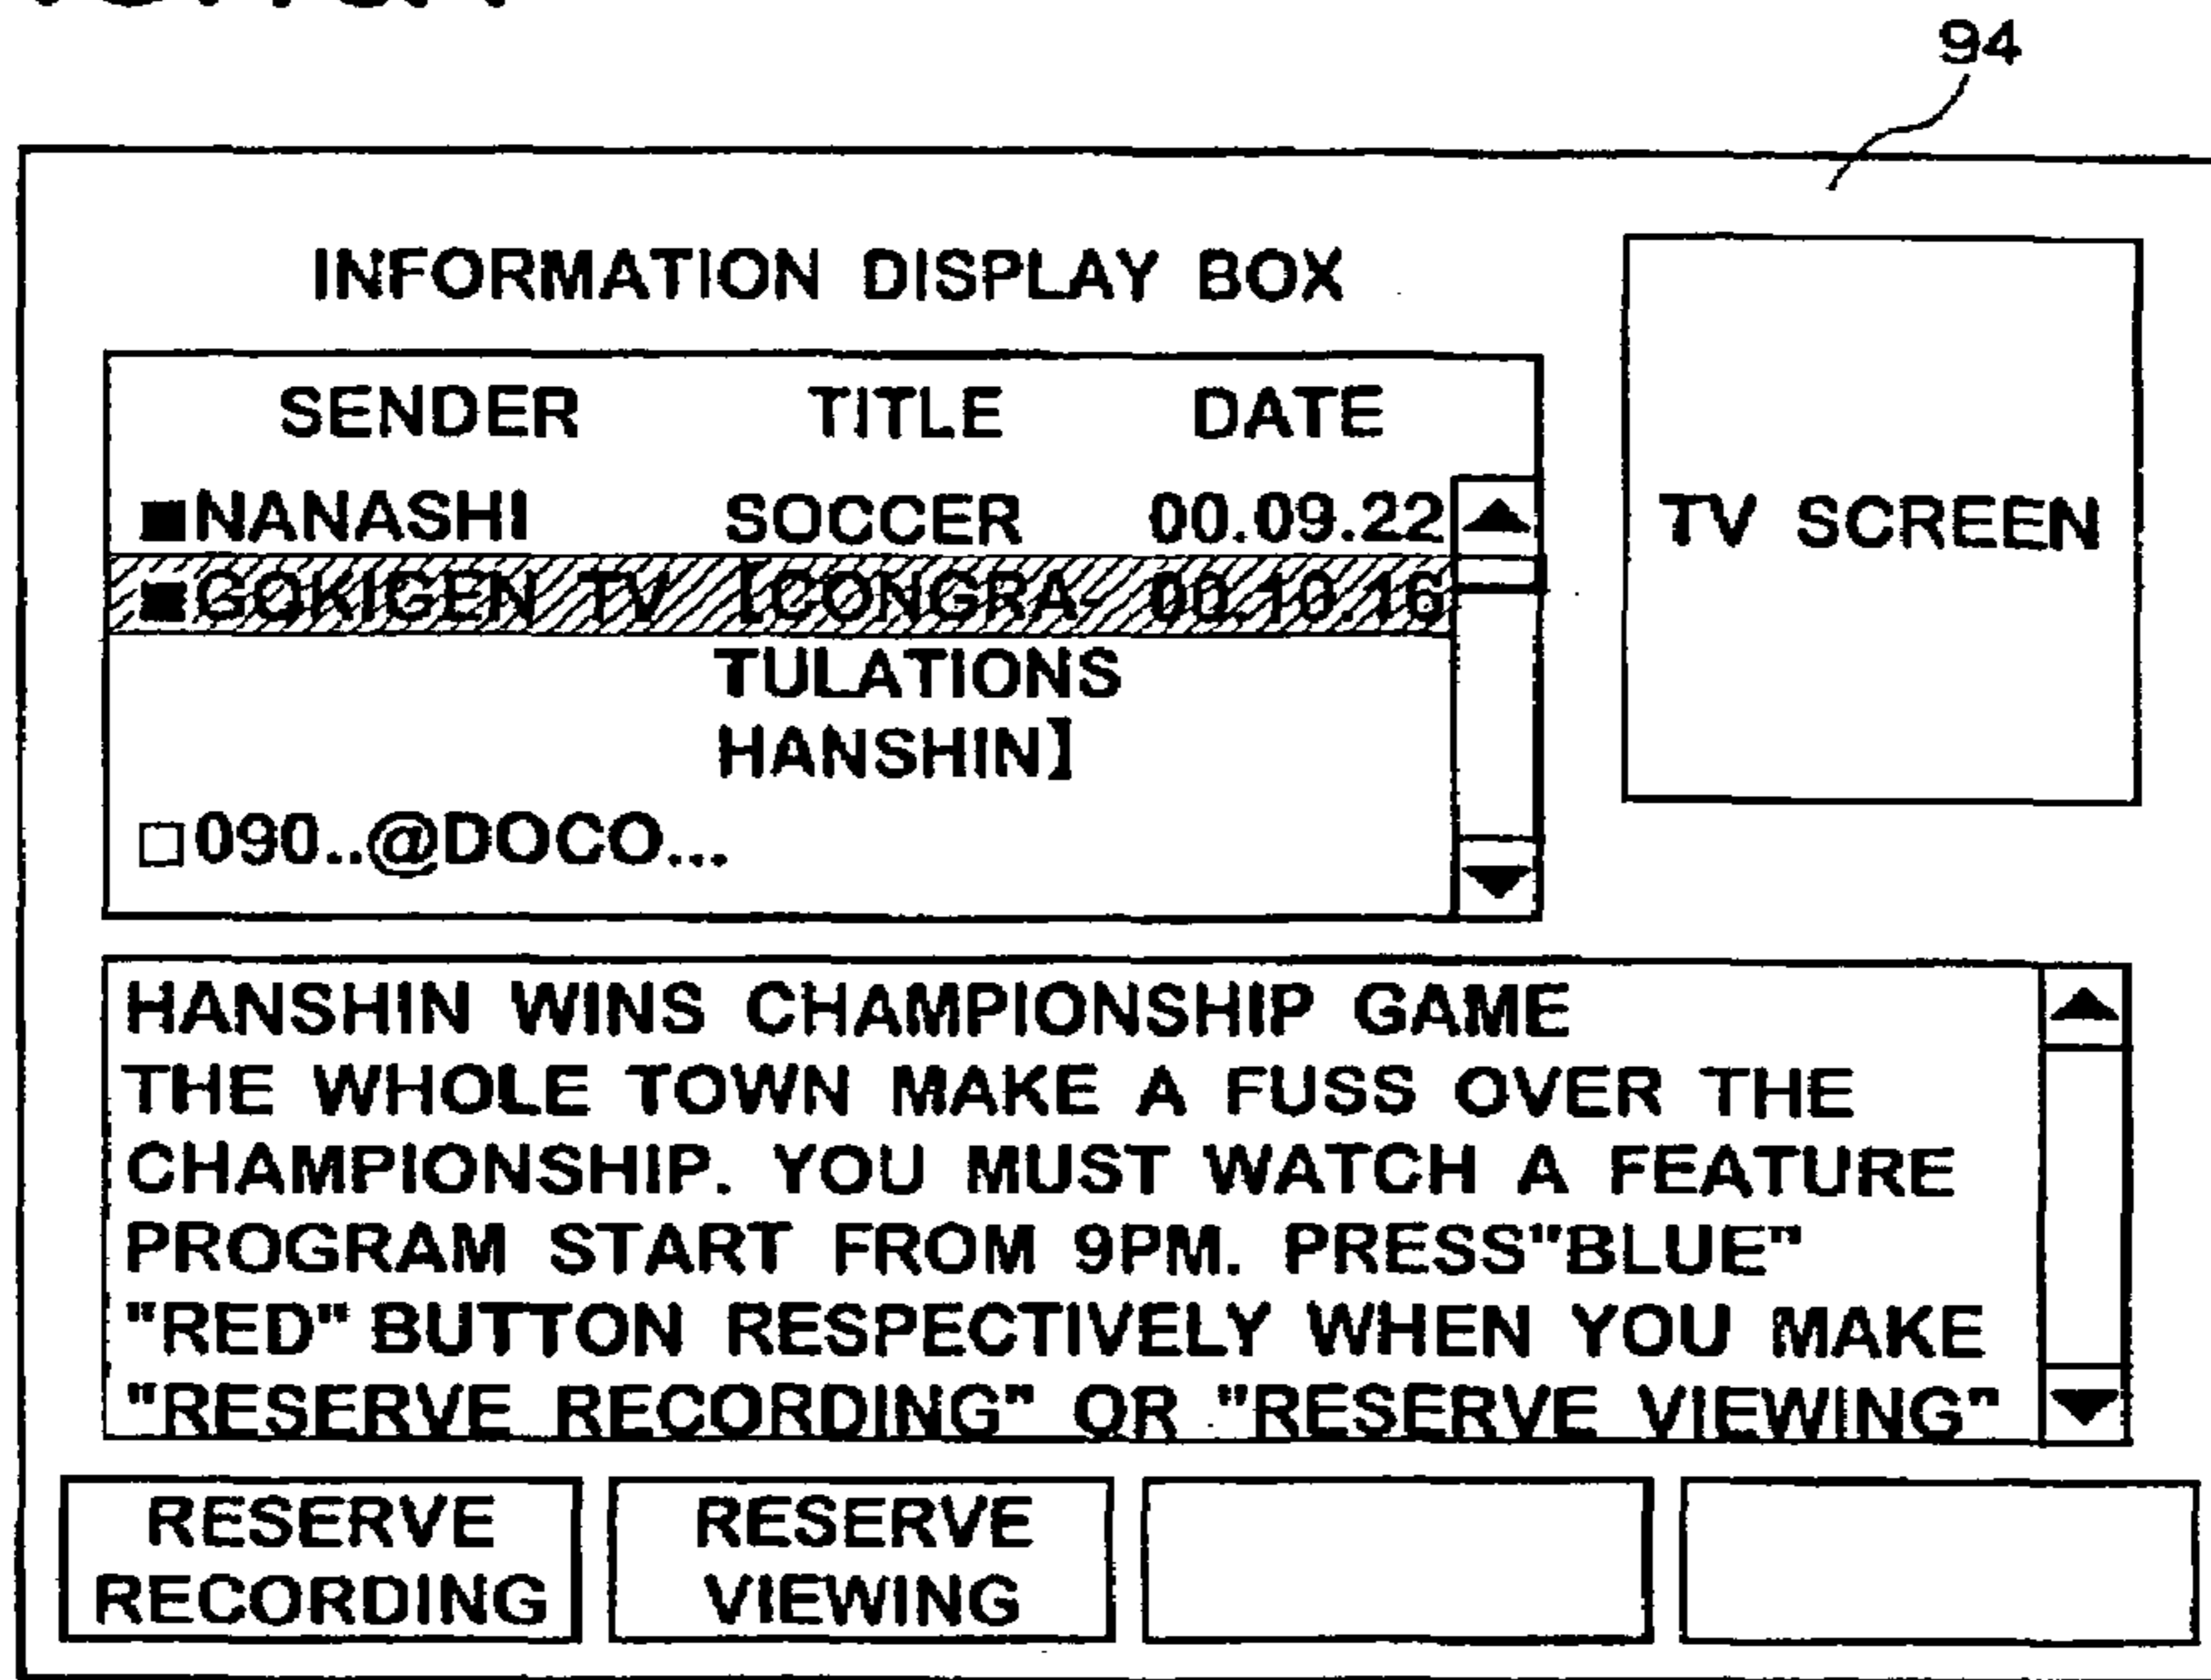 94
INFORMATION DISPLAY BOX
SENDER TITLE DATE
■NANASHI SOCCER 00.09.22
■GOKIGEN TV 【CONGRA- 00.10.16
TULATIONS
HANSHIN】
□090..@DOCO...
TV SCREEN
HANSHIN WINS CHAMPIONSHIP GAME
THE WHOLE TOWN MAKE A FUSS OVER THE
CHAMPIONSHIP. YOU MUST WATCH A FEATURE
PROGRAM START FROM 9PM. PRESS"BLUE"
"RED" BUTTON RESPECTIVELY WHEN YOU MAKE
"RESERVE RECORDING" OR "RESERVE VIEWING"
RESERVE
RECORDING
RESERVE
VIEWING